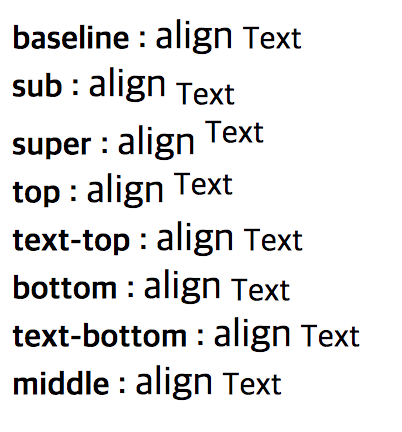 baseline : align Text
sub : align Text
super : align Text
top : align Text
text-top : align Text
bottom : align Text
text-bottom : align Text
middle : align Text